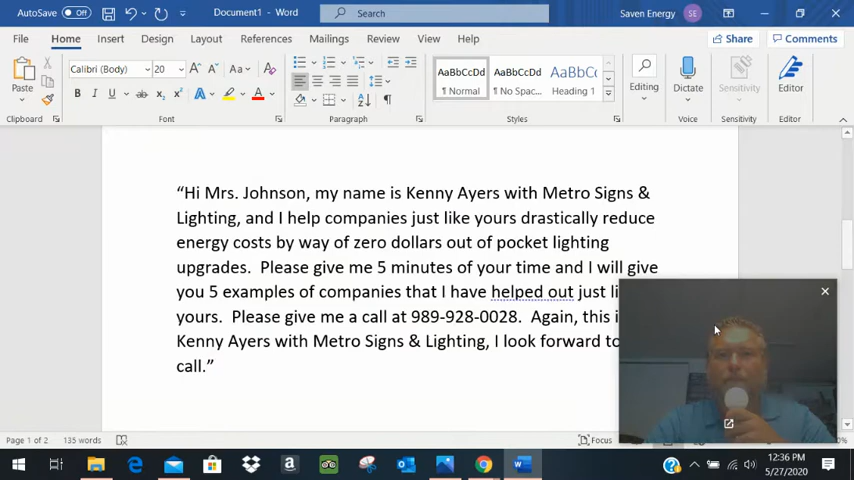 AutoSave Off Document1 - Word Search Saven Energy SE
File Home Insert Design Layout References Mailings Review View Help Share Comments
Calibri (Body) 20 A A Aa A AaBbCcDd AaBbCcDd AaBbCc
Paste B I U ab x₂ x² A A ¶ Normal ¶ No Spac... Heading 1 Editing Dictate Sensitivity Editor
Clipboard Font Paragraph Styles Voice Sensitivity Editor
“Hi Mrs. Johnson, my name is Kenny Ayers with Metro Signs &
Lighting, and I help companies just like yours drastically reduce
energy costs by way of zero dollars out of pocket lighting
upgrades. Please give me 5 minutes of your time and I will give
you 5 examples of companies that I have helped out just li
yours. Please give me a call at 989-928-0028. Again, this i
Kenny Ayers with Metro Signs & Lighting, I look forward to
call.”
Page 1 of 2 135 words Focus 0%
12:36 PM
5/27/2020